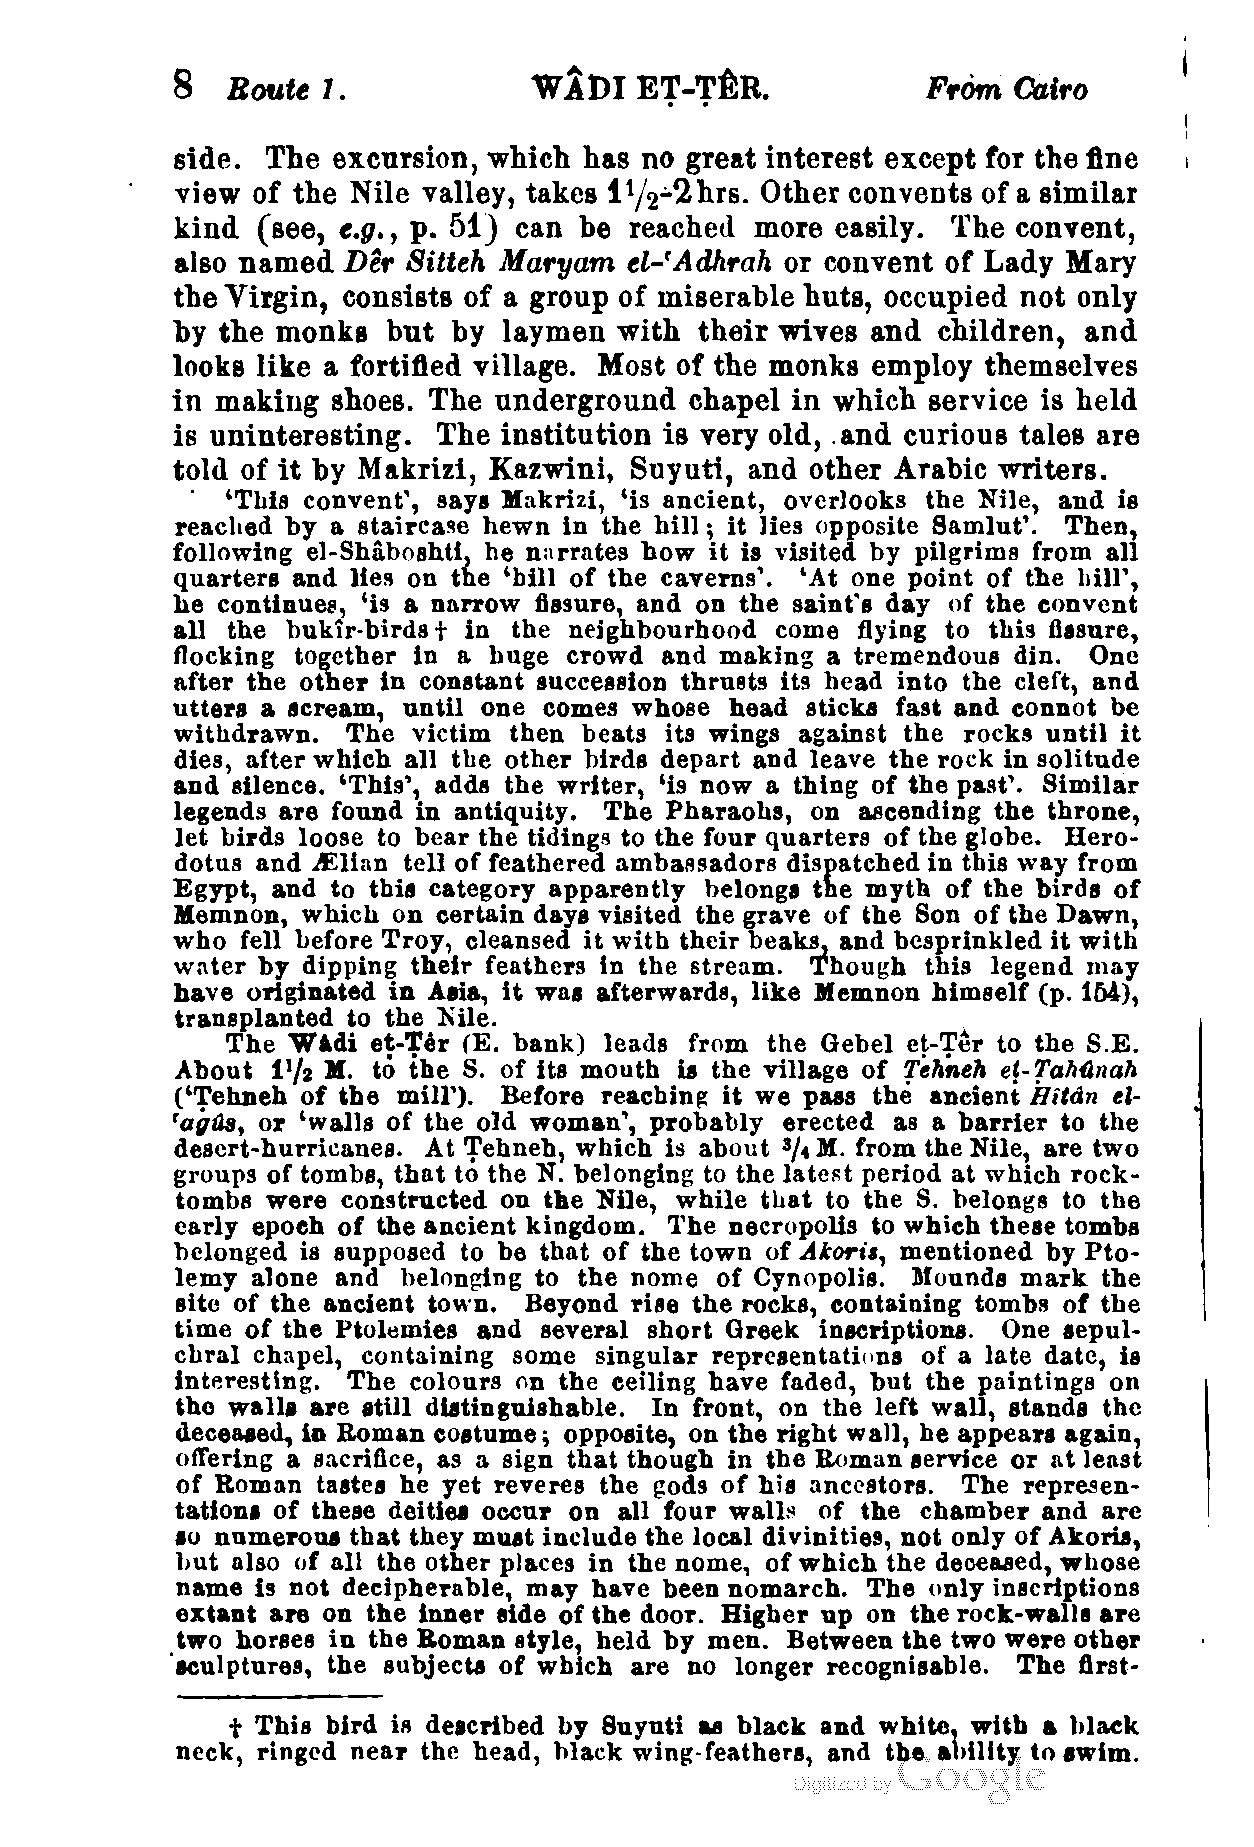 8 Route 1. WÂDI EṬ-ṬÊR. From Cairo
side. The excursion, which has no great interest except for the fine
view of the Nile valley, takes 1½-2 hrs. Other convents of a similar
kind (see, e.g., p. 51) can be reached more easily. The convent,
also named Dêr Sitteh Maryam el-ʿAdhrah or convent of Lady Mary
the Virgin, consists of a group of miserable huts, occupied not only
by the monks but by laymen with their wives and children, and
looks like a fortified village. Most of the monks employ themselves
in making shoes. The underground chapel in which service is held
is uninteresting. The institution is very old, and curious tales are
told of it by Makrizi, Kazwini, Suyuti, and other Arabic writers.
‘This convent’, says Makrizi, ‘is ancient, overlooks the Nile, and is
reached by a staircase hewn in the hill; it lies opposite Samlut’. Then,
following el-Shâboshti, he narrates how it is visited by pilgrims from all
quarters and lies on the ‘hill of the caverns’. ‘At one point of the hill’,
he continues, ‘is a narrow fissure, and on the saint's day of the convent
all the bukîr-birds† in the neighbourhood come flying to this fissure,
flocking together in a huge crowd and making a tremendous din. One
after the other in constant succession thrusts its head into the cleft, and
utters a scream, until one comes whose head sticks fast and connot be
withdrawn. The victim then beats its wings against the rocks until it
dies, after which all the other birds depart and leave the rock in solitude
and silence. ‘This’, adds the writer, ‘is now a thing of the past’. Similar
legends are found in antiquity. The Pharaohs, on ascending the throne,
let birds loose to bear the tidings to the four quarters of the globe. Hero-
dotus and Ælian tell of feathered ambassadors dispatched in this way from
Egypt, and to this category apparently belongs the myth of the birds of
Memnon, which on certain days visited the grave of the Son of the Dawn,
who fell before Troy, cleansed it with their beaks, and besprinkled it with
water by dipping their feathers in the stream. Though this legend may
have originated in Asia, it was afterwards, like Memnon himself (p. 154),
transplanted to the Nile.
The Wâdi eṭ-Ṭêr (E. bank) leads from the Gebel eṭ-Ṭêr to the S.E.
About 1½ M. to the S. of its mouth is the village of Ṭehneh eṭ-Tahûnah
(‘Ṭehneh of the mill’). Before reaching it we pass the ancient Hîtân el-
ʿagûs, or ‘walls of the old woman’, probably erected as a barrier to the
desert-hurricanes. At Ṭehneh, which is about ¾ M. from the Nile, are two
groups of tombs, that to the N. belonging to the latest period at which rock-
tombs were constructed on the Nile, while that to the S. belongs to the
early epoch of the ancient kingdom. The necropolis to which these tombs
belonged is supposed to be that of the town of Akoris, mentioned by Pto-
lemy alone and belonging to the nome of Cynopolis. Mounds mark the
site of the ancient town. Beyond rise the rocks, containing tombs of the
time of the Ptolemies and several short Greek inscriptions. One sepul-
chral chapel, containing some singular representations of a late date, is
interesting. The colours on the ceiling have faded, but the paintings on
the walls are still distinguishable. In front, on the left wall, stands the
deceased, in Roman costume; opposite, on the right wall, he appears again,
offering a sacrifice, as a sign that though in the Roman service or at least
of Roman tastes he yet reveres the gods of his ancestors. The represen-
tations of these deities occur on all four walls of the chamber and are
so numerous that they must include the local divinities, not only of Akoris,
but also of all the other places in the nome, of which the deceased, whose
name is not decipherable, may have been nomarch. The only inscriptions
extant are on the inner side of the door. Higher up on the rock-walls are
two horses in the Roman style, held by men. Between the two were other
sculptures, the subjects of which are no longer recognisable. The first-
† This bird is described by Suyuti as black and white, with a black
neck, ringed near the head, black wing-feathers, and the ability to swim.
Digitized by Google